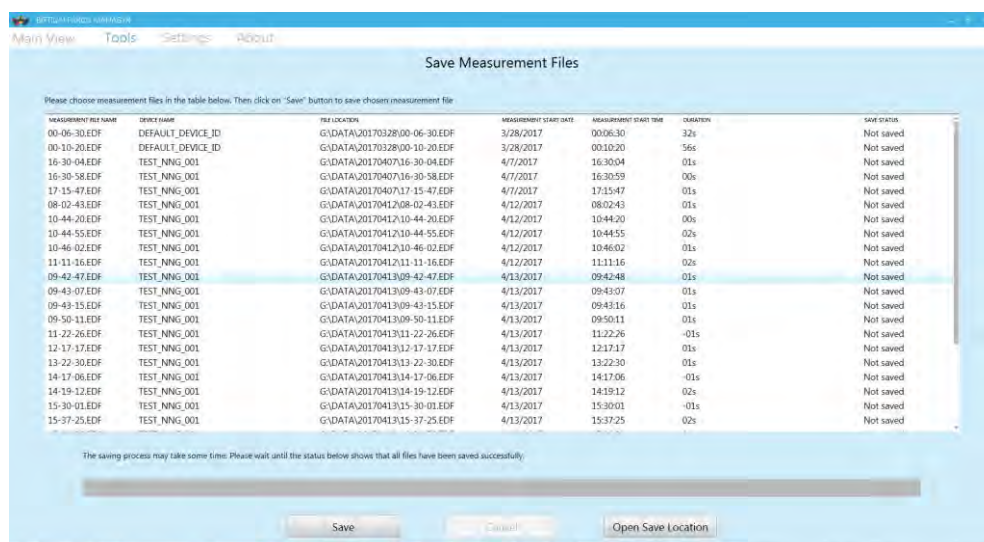 BITTIUM FAROS MANAGER
Main View Tools Settings About
Save Measurement Files
Please choose measurement files in the table below. Then click on "Save" button to save chosen measurement file
MEASUREMENT FILE NAME DEVICE NAME FILE LOCATION MEASUREMENT START DATE MEASUREMENT START TIME DURATION SAVE STATUS
00-06-30.EDF DEFAULT_DEVICE_ID G:\DATA\20170328\00-06-30.EDF 3/28/2017 00:06:30 32s Not saved
00-10-20.EDF DEFAULT_DEVICE_ID G:\DATA\20170328\00-10-20.EDF 3/28/2017 00:10:20 56s Not saved
16-30-04.EDF TEST_NNG_001 G:\DATA\20170407\16-30-04.EDF 4/7/2017 16:30:04 01s Not saved
16-30-58.EDF TEST_NNG_001 G:\DATA\20170407\16-30-58.EDF 4/7/2017 16:30:59 00s Not saved
17-15-47.EDF TEST_NNG_001 G:\DATA\20170407\17-15-47.EDF 4/7/2017 17:15:47 01s Not saved
08-02-43.EDF TEST_NNG_001 G:\DATA\20170412\08-02-43.EDF 4/12/2017 08:02:43 01s Not saved
10-44-20.EDF TEST_NNG_001 G:\DATA\20170412\10-44-20.EDF 4/12/2017 10:44:20 00s Not saved
10-44-55.EDF TEST_NNG_001 G:\DATA\20170412\10-44-55.EDF 4/12/2017 10:44:55 02s Not saved
10-46-02.EDF TEST_NNG_001 G:\DATA\20170412\10-46-02.EDF 4/12/2017 10:46:02 01s Not saved
11-11-16.EDF TEST_NNG_001 G:\DATA\20170412\11-11-16.EDF 4/12/2017 11:11:16 02s Not saved
09-42-47.EDF TEST_NNG_001 G:\DATA\20170413\09-42-47.EDF 4/13/2017 09:42:48 01s Not saved
09-43-07.EDF TEST_NNG_001 G:\DATA\20170413\09-43-07.EDF 4/13/2017 09:43:07 01s Not saved
09-43-15.EDF TEST_NNG_001 G:\DATA\20170413\09-43-15.EDF 4/13/2017 09:43:16 01s Not saved
09-50-11.EDF TEST_NNG_001 G:\DATA\20170413\09-50-11.EDF 4/13/2017 09:50:11 01s Not saved
11-22-26.EDF TEST_NNG_001 G:\DATA\20170413\11-22-26.EDF 4/13/2017 11:22:26 -01s Not saved
12-17-17.EDF TEST_NNG_001 G:\DATA\20170413\12-17-17.EDF 4/13/2017 12:17:17 01s Not saved
13-22-30.EDF TEST_NNG_001 G:\DATA\20170413\13-22-30.EDF 4/13/2017 13:22:30 01s Not saved
14-17-06.EDF TEST_NNG_001 G:\DATA\20170413\14-17-06.EDF 4/13/2017 14:17:06 -01s Not saved
14-19-12.EDF TEST_NNG_001 G:\DATA\20170413\14-19-12.EDF 4/13/2017 14:19:12 02s Not saved
15-30-01.EDF TEST_NNG_001 G:\DATA\20170413\15-30-01.EDF 4/13/2017 15:30:01 -01s Not saved
15-37-25.EDF TEST_NNG_001 G:\DATA\20170413\15-37-25.EDF 4/13/2017 15:37:25 02s Not saved
The saving process may take some time. Please wait until the status below shows that all files have been saved successfully.
Save Cancel Open Save Location